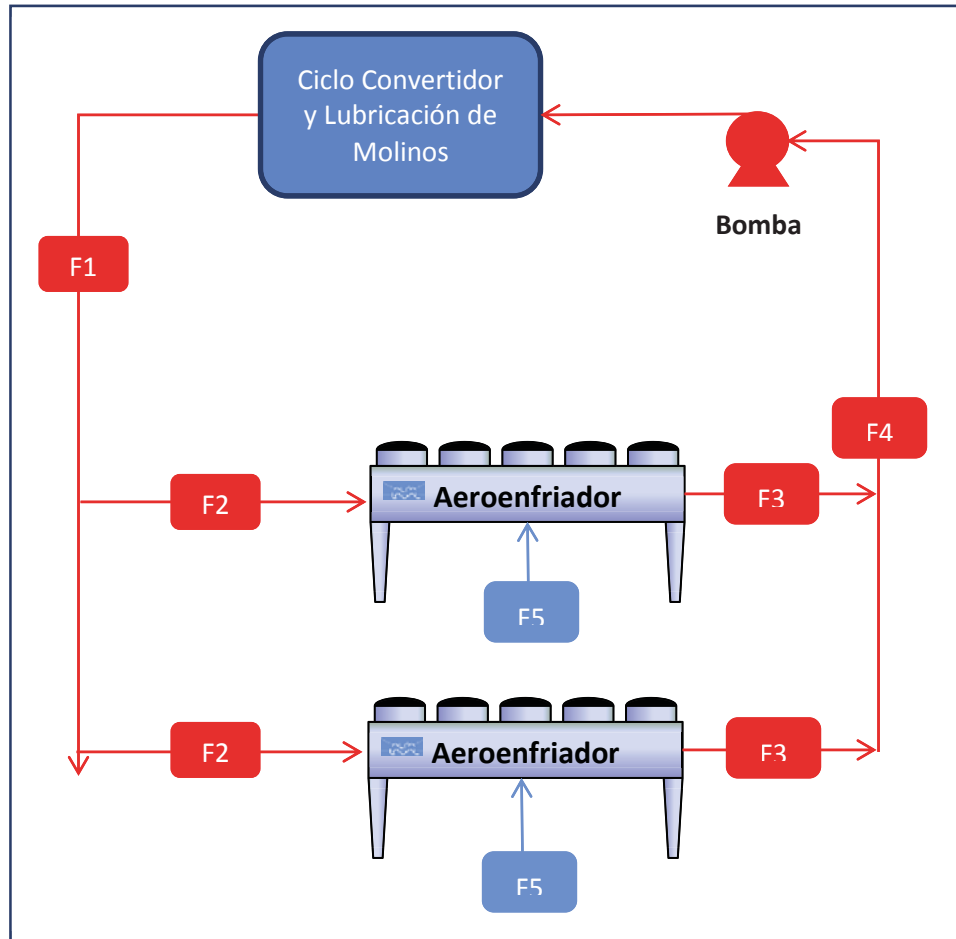 Ciclo Convertidor
y Lubricación de
Molinos
Bomba
F1
F4
F2
Aeroenfriador
F3
F5
F2
Aeroenfriador
F3
F5